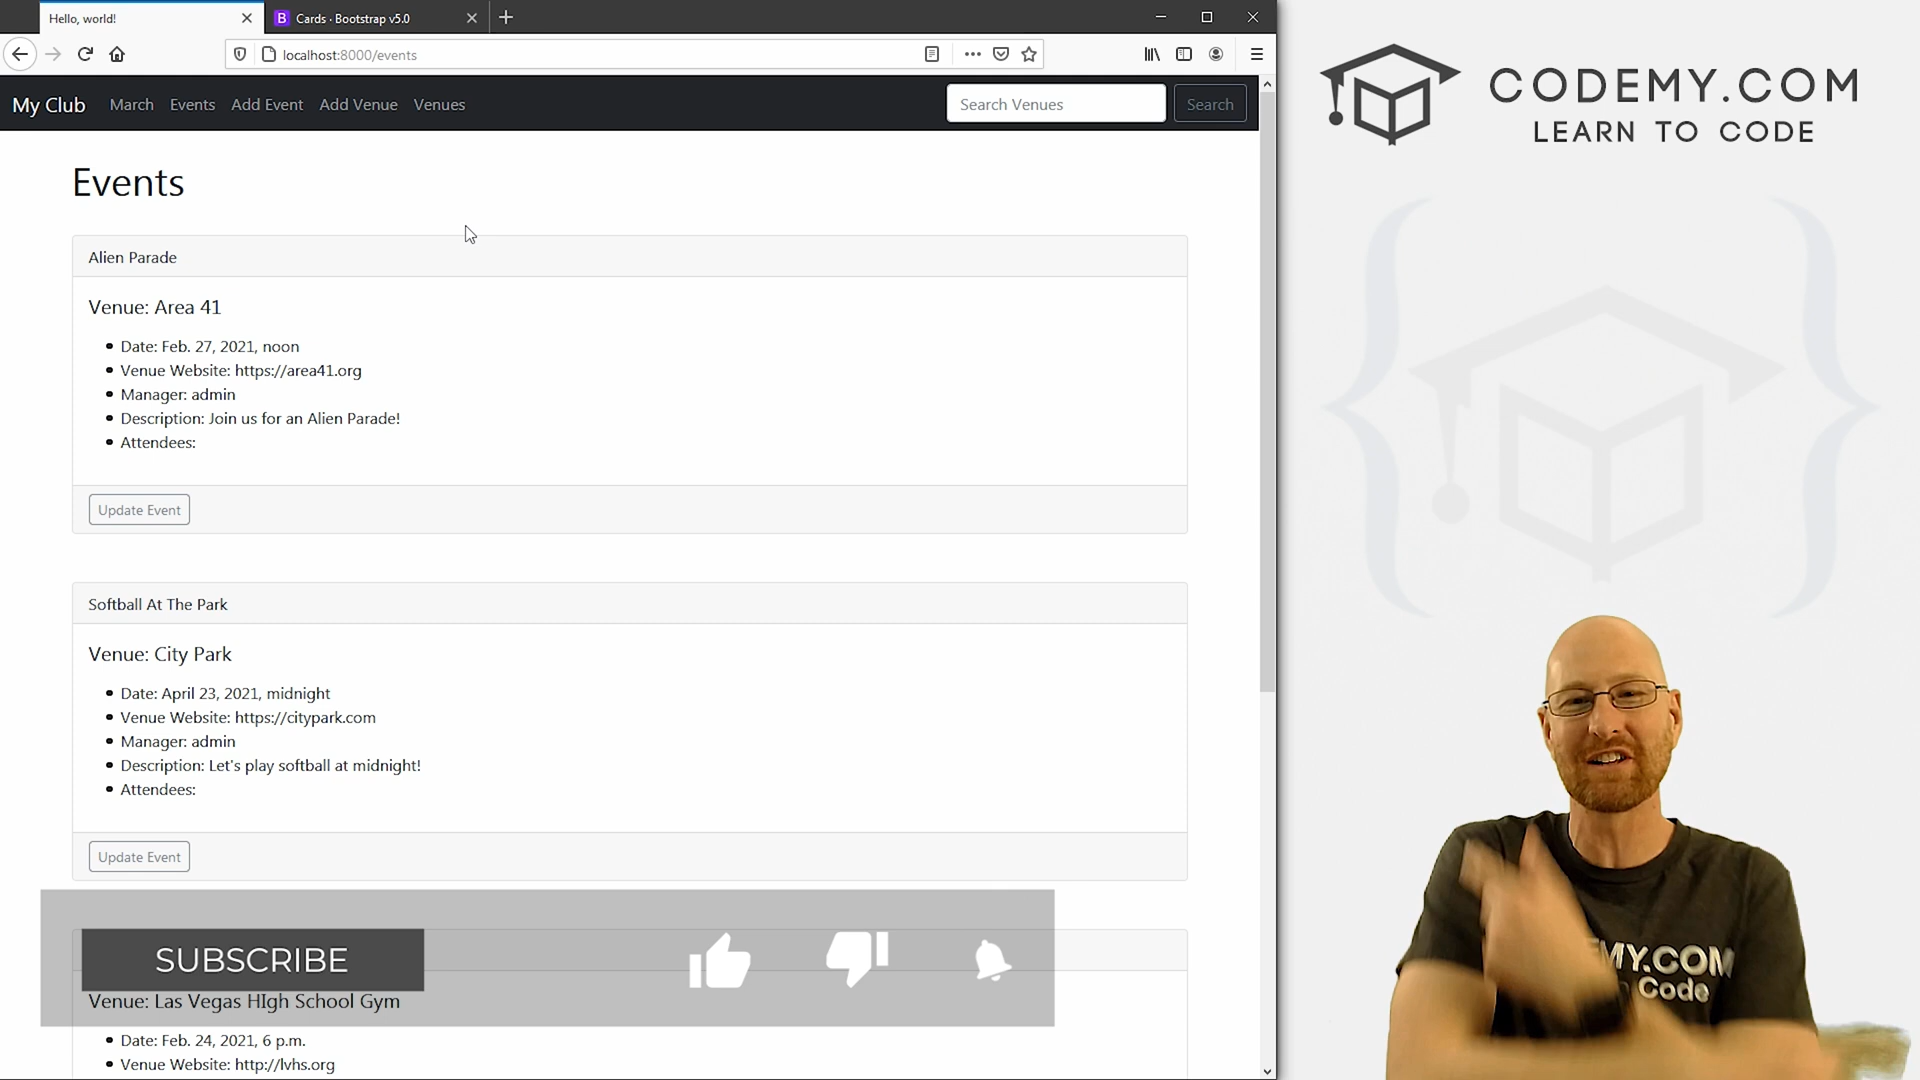 Hello, world!
Cards · Bootstrap v5.0
localhost:8000/events
My Club
March
Events
Add Event
Add Venue
Venues
Search Venues
Search
Events
Alien Parade
Venue: Area 41
Date: Feb. 27, 2021, noon
Venue Website: https://area41.org
Manager: admin
Description: Join us for an Alien Parade!
Attendees:
Update Event
Softball At The Park
Venue: City Park
Date: April 23, 2021, midnight
Venue Website: https://citypark.com
Manager: admin
Description: Let's play softball at midnight!
Attendees:
Update Event
SUBSCRIBE
Venue: Las Vegas HIgh School Gym
Date: Feb. 24, 2021, 6 p.m.
Venue Website: http://lvhs.org
CODEMY.COM
LEARN TO CODE
MY.COM
Code